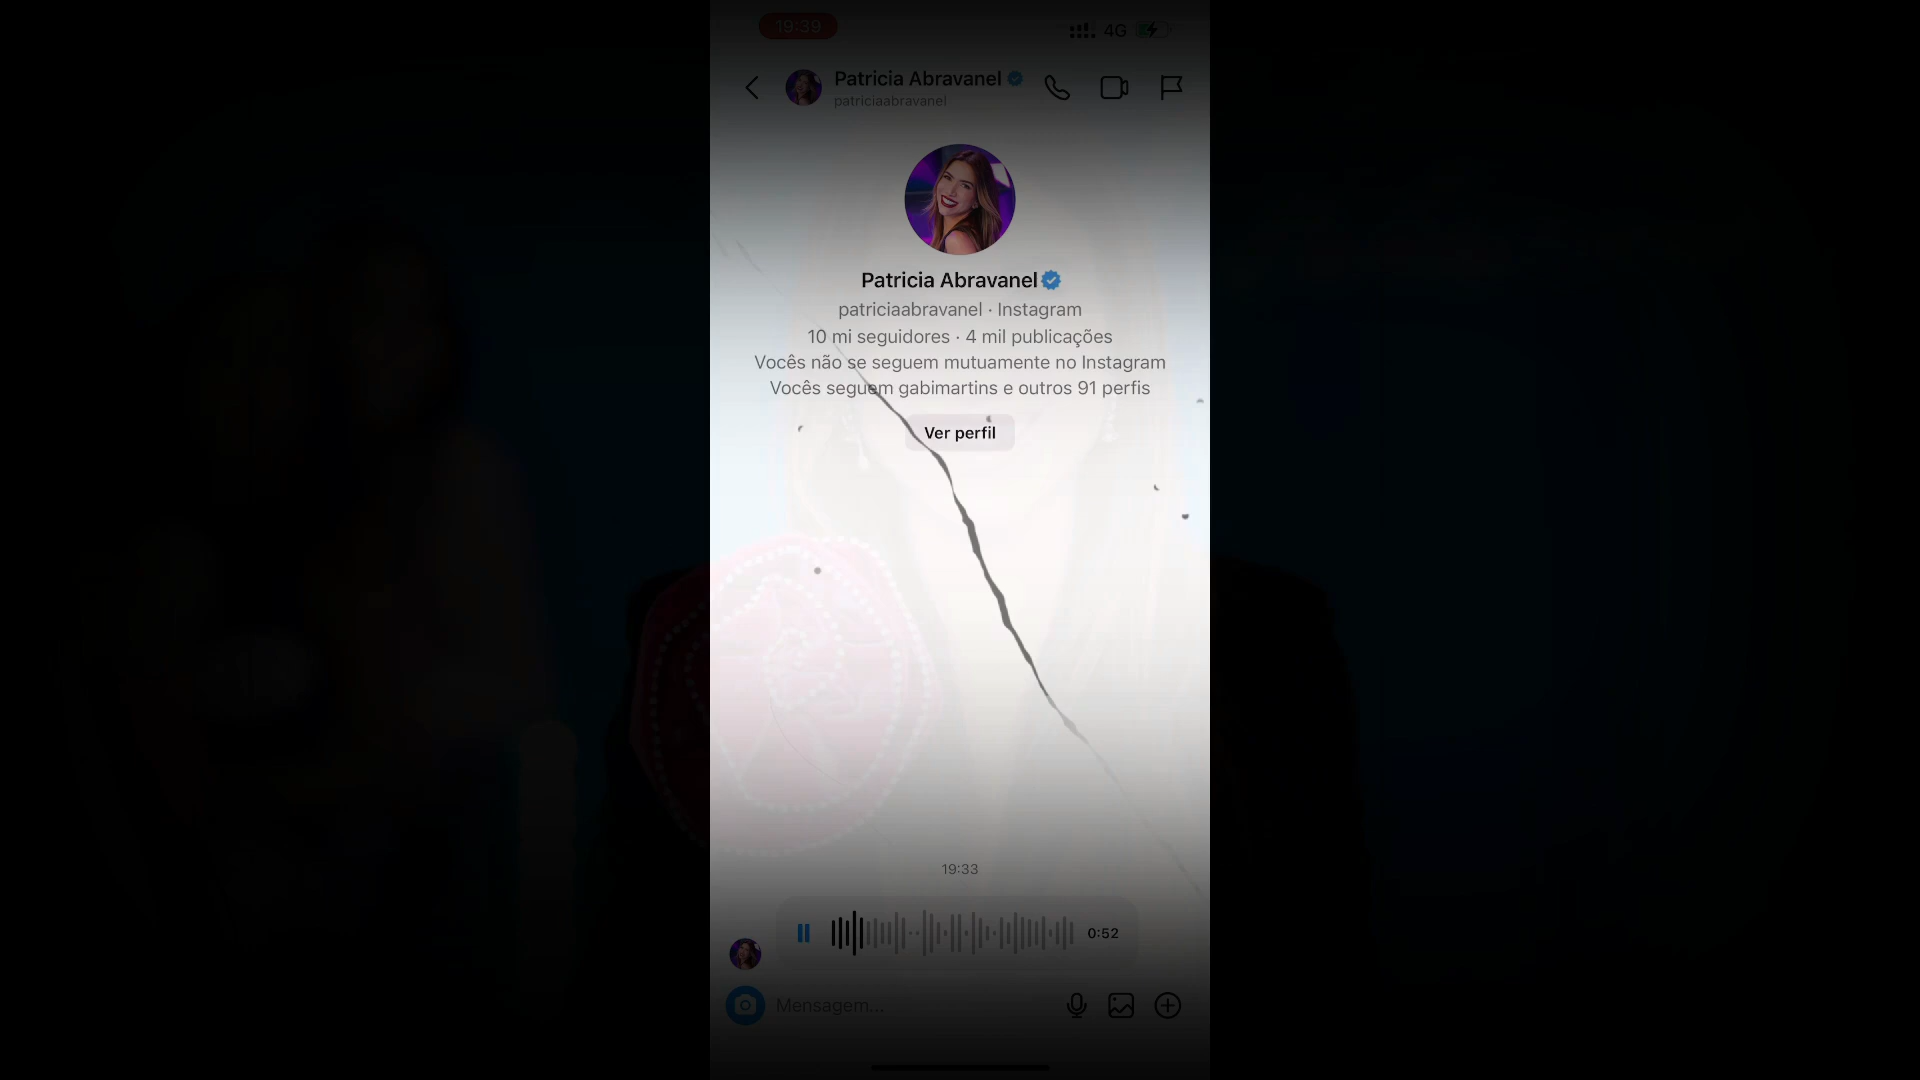 19:39
4G
Patricia Abravanel
patriciaabravanel
Patricia Abravanel
patriciaabravanel · Instagram
10 mi seguidores · 4 mil publicações
Vocês não se seguem mutuamente no Instagram
Vocês seguem gabimartins e outros 91 perfis
Ver perfil
19:33
0:52
Mensagem...